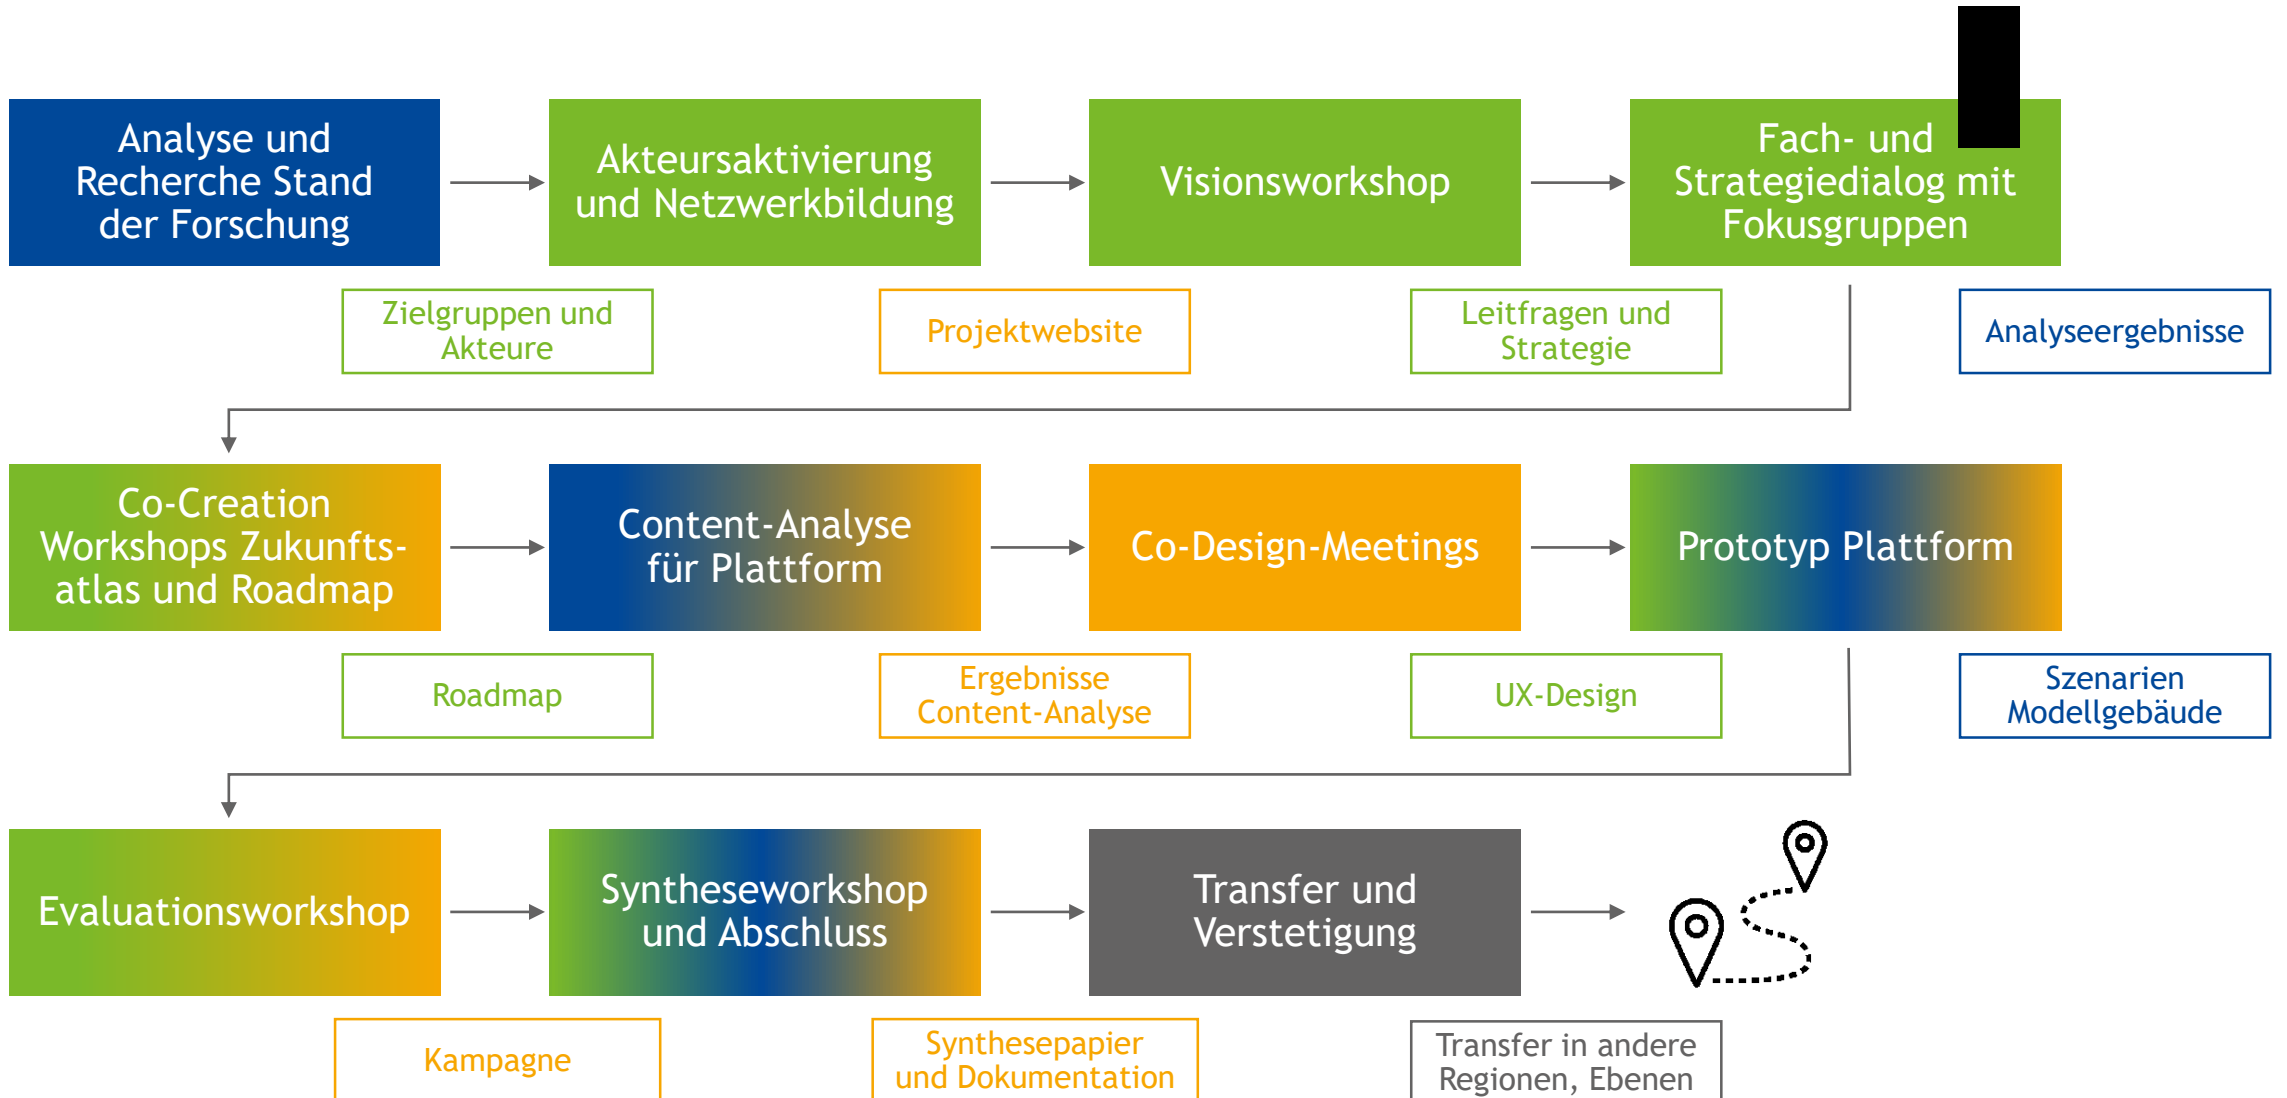 Analyse und
Recherche Stand
der Forschung
Akteursaktivierung
und Netzwerkbildung
Visionsworkshop
Fach- und
Strategiedialog mit
Fokusgruppen
Zielgruppen und
Akteure
Projektwebsite
Leitfragen und
Strategie
Analyseergebnisse
Co-Creation
Workshops Zukunfts-
atlas und Roadmap
Content-Analyse
für Plattform
Co-Design-Meetings
Prototyp Plattform
Roadmap
Ergebnisse
Content-Analyse
UX-Design
Szenarien
Modellgebäude
Evaluationsworkshop
Syntheseworkshop
und Abschluss
Transfer und
Verstetigung
Kampagne
Synthesepapier
und Dokumentation
Transfer in andere
Regionen, Ebenen